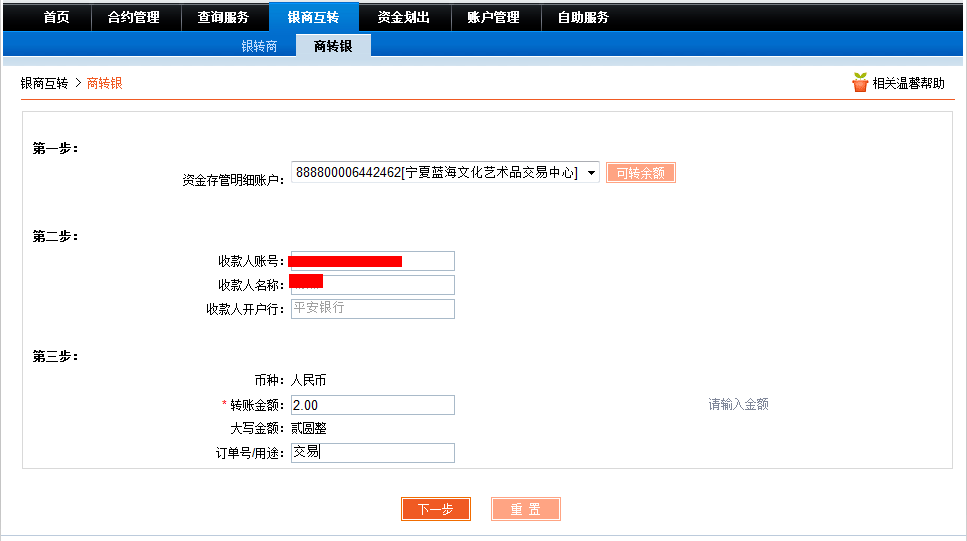 首页 合约管理 查询服务 银商互转 资金划出 账户管理 自助服务
银转商 商转银
银商互转 > 商转银 相关温馨帮助
第一步：
资金存管明细账户： 888800006442462[宁夏蓝海文化艺术品交易中心] 可转余额
第二步：
收款人账号：
收款人名称：
收款人开户行： 平安银行
第三步：
币种： 人民币
* 转账金额： 2.00 请输入金额
大写金额： 贰圆整
订单号/用途： 交易
下一步 重 置